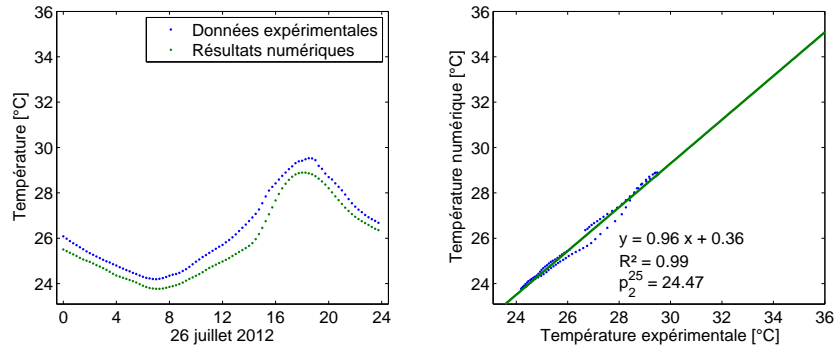 36
34
32
30
28
26
24
Température [°C]
Données expérimentales
Résultats numériques
0 4 8 12 16 20 24
26 juillet 2012
36
34
32
30
28
26
24
Température numérique [°C]
y = 0.96 x + 0.36
R² = 0.99
p₂²⁵ = 24.47
24 26 28 30 32 34 36
Température expérimentale [°C]